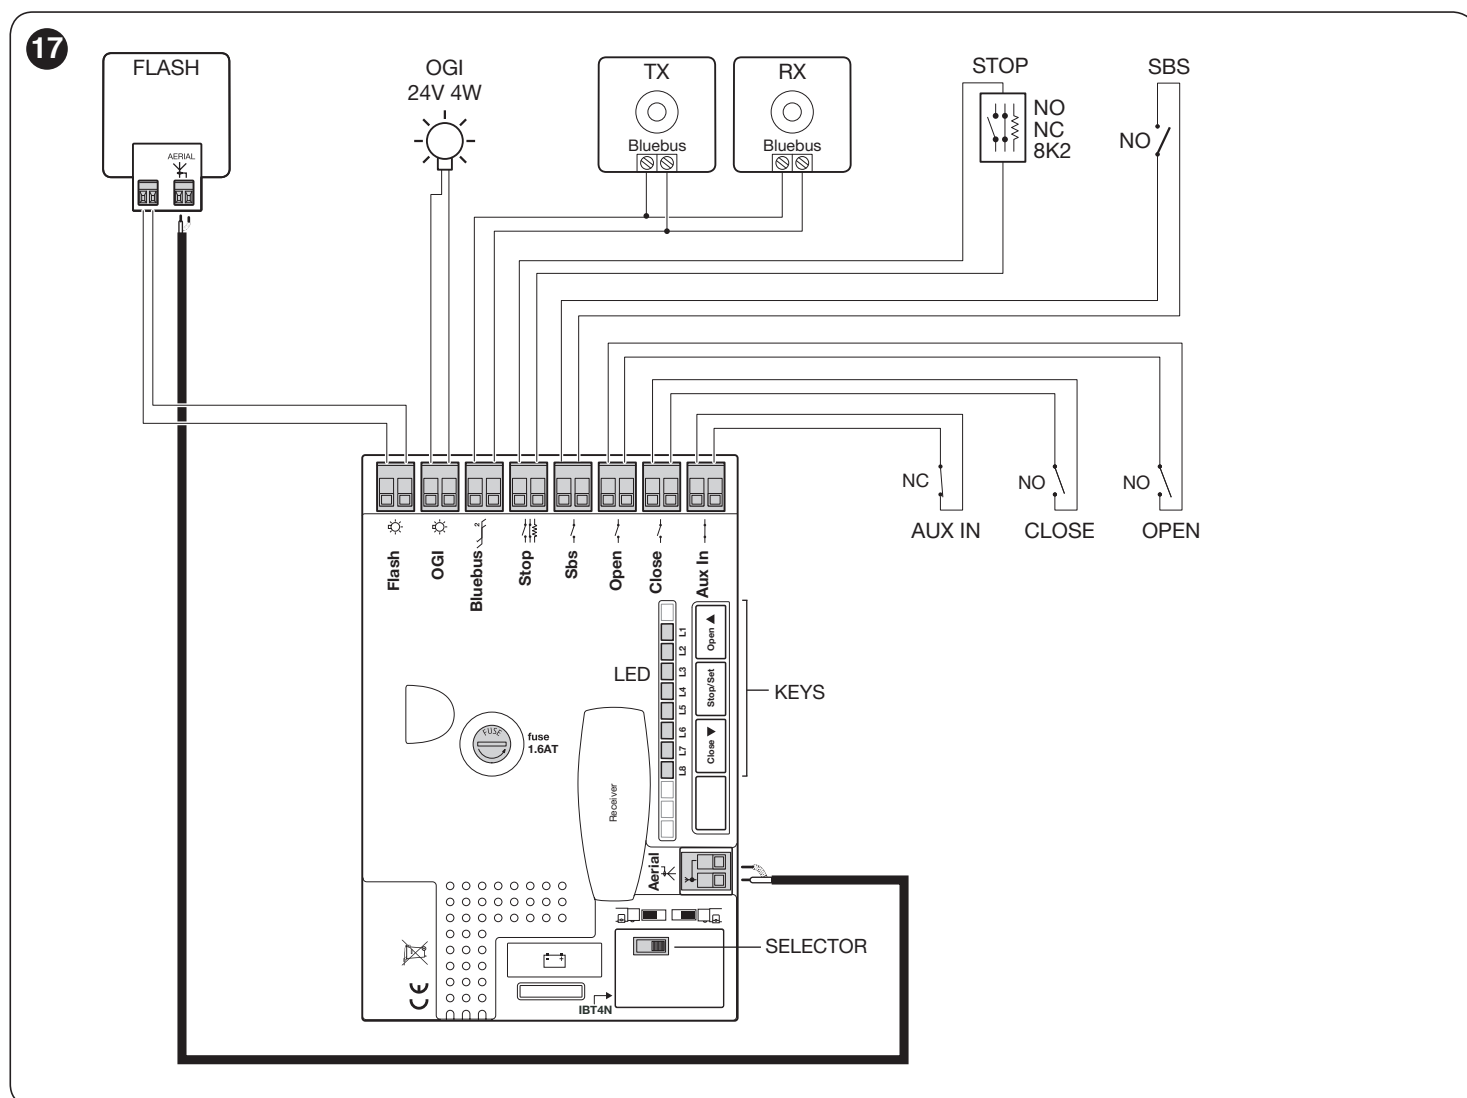 17
FLASH
AERIAL
OGI
24V 4W
TX
Bluebus
RX
Bluebus
STOP
NO
NC
8K2
SBS
NO
NC
AUX IN
NO
CLOSE
NO
OPEN
Flash
OGI
Bluebus
2
Stop
Sbs
Open
Close
Aux In
LED
L1
L2
L3
L4
L5
L6
L7
L8
Open ▲
Stop/Set
Close ▼
KEYS
FUSE
fuse
1.6AT
Receiver
Aerial
SELECTOR
IBT4N
- +
CE